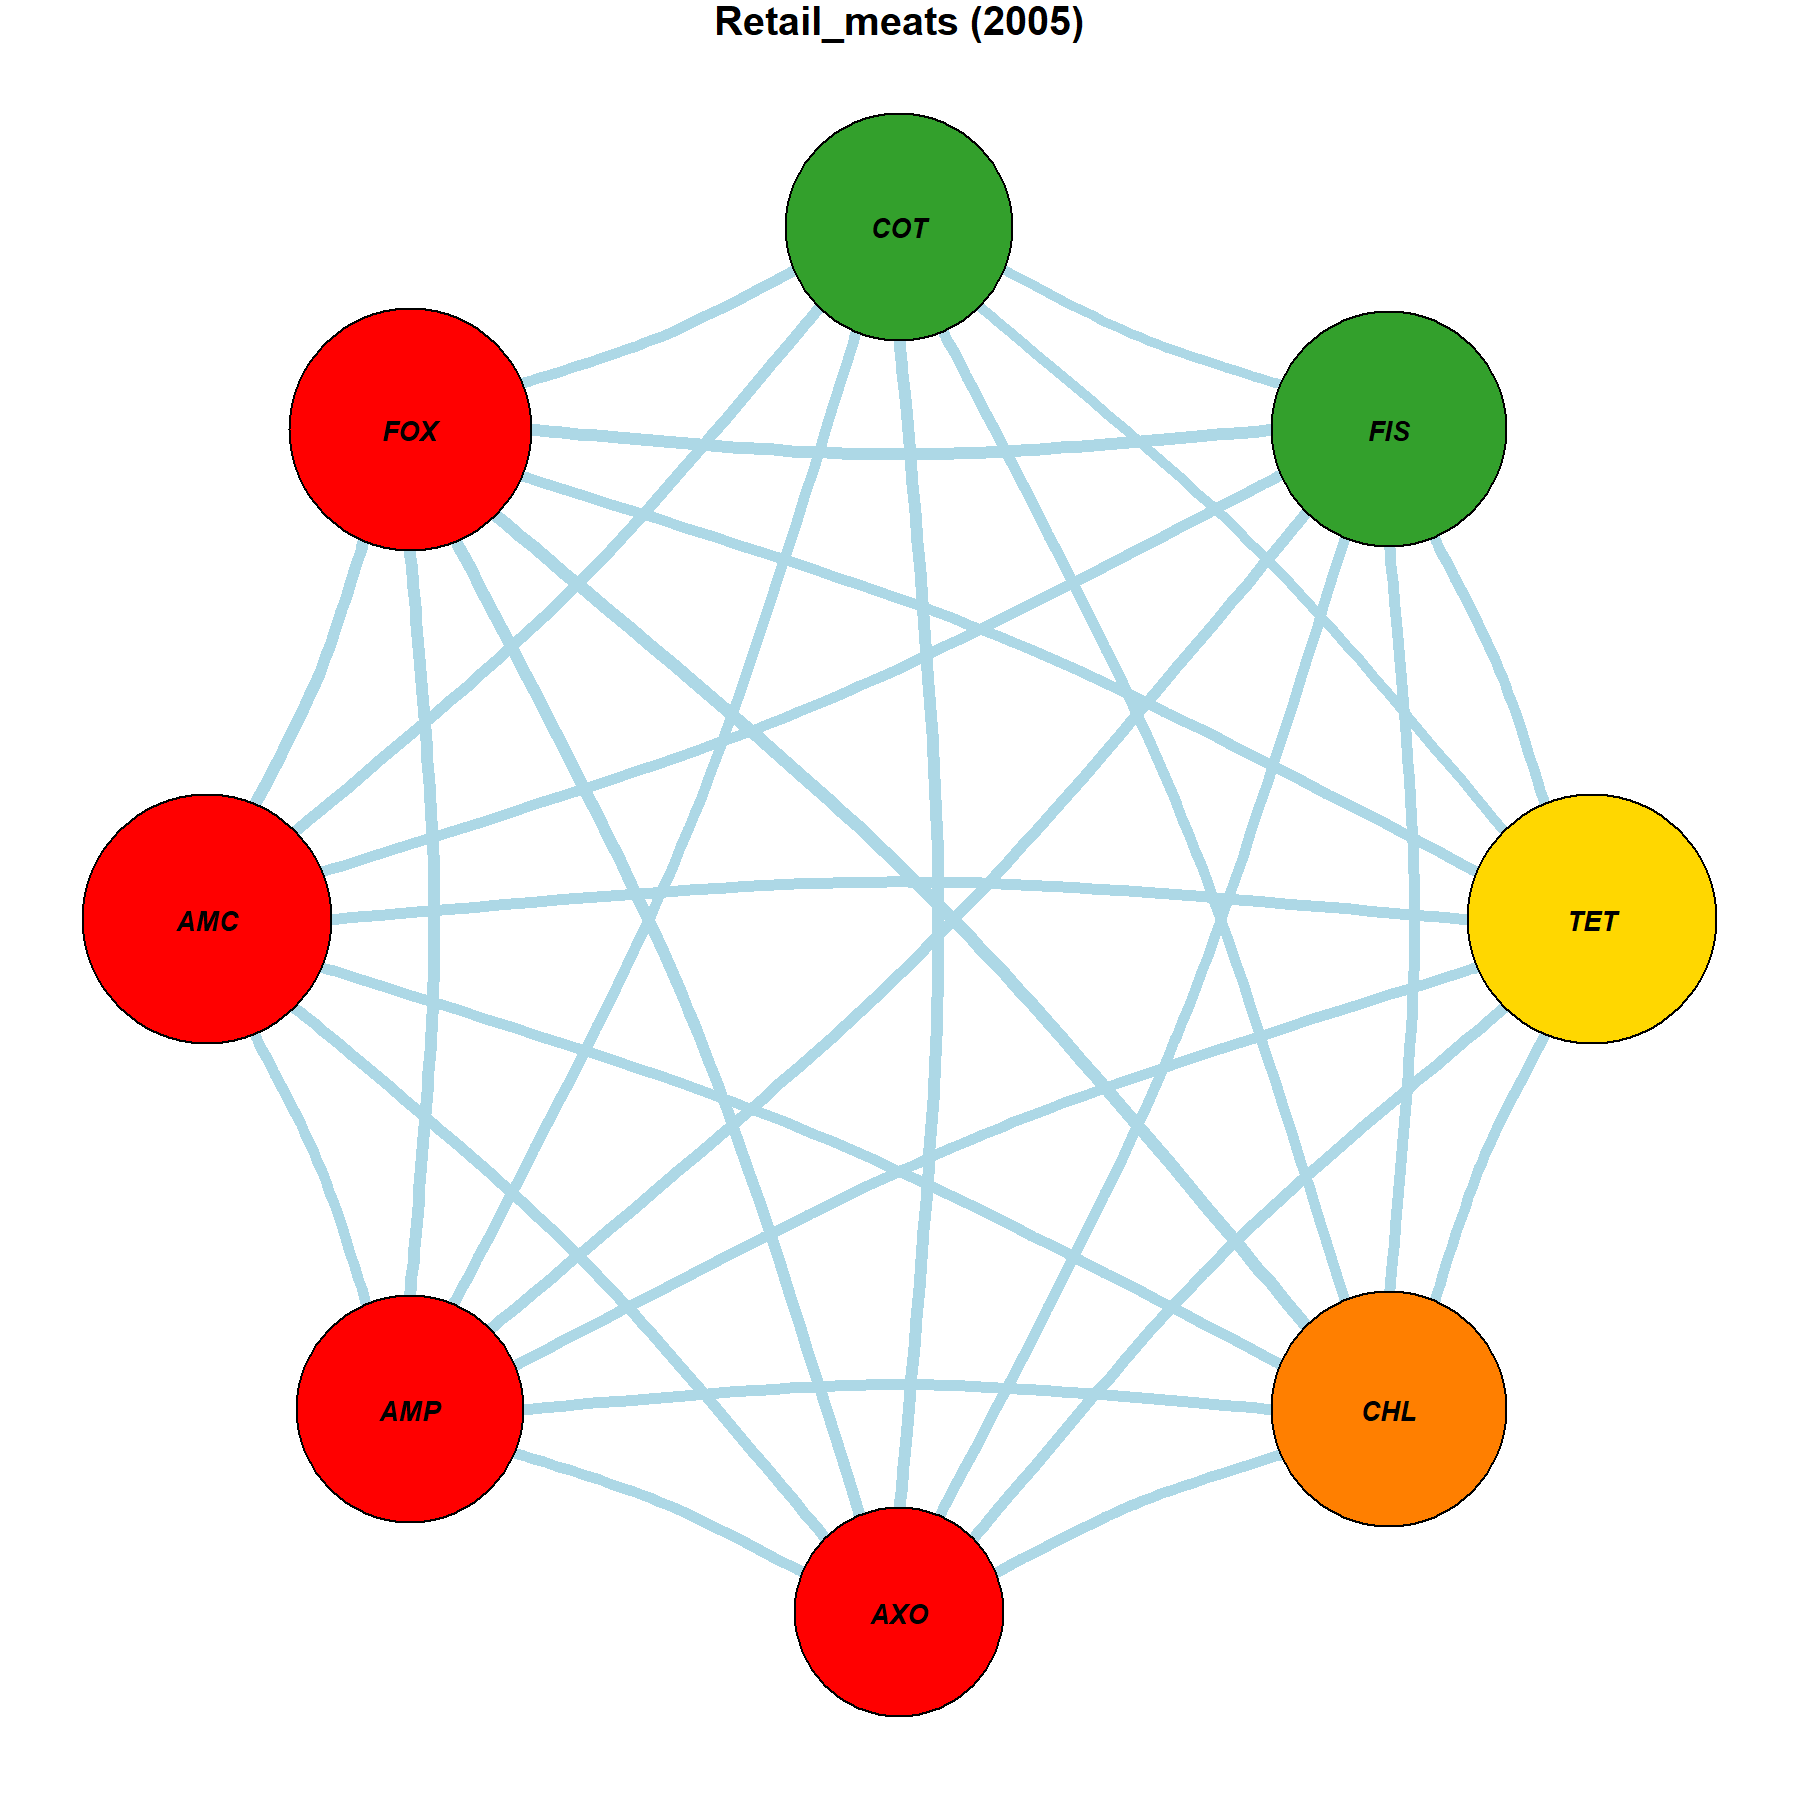 Retail_meats (2005)
COT
FOX
FIS
AMC
TET
AMP
CHL
AXO